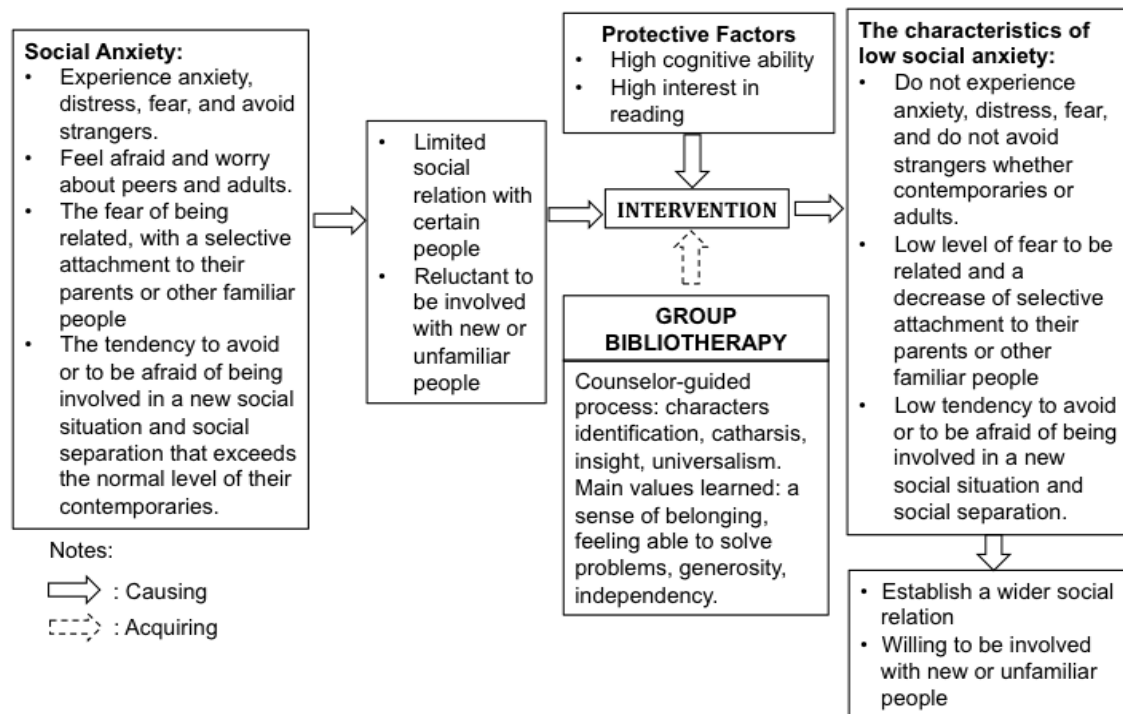 Social Anxiety:
• Experience anxiety,
distress, fear, and avoid
strangers.
• Feel afraid and worry
about peers and adults.
• The fear of being
related, with a selective
attachment to their
parents or other familiar
people
• The tendency to avoid
or to be afraid of being
involved in a new social
situation and social
separation that exceeds
the normal level of their
contemporaries.
• Limited
social
relation with
certain
people
• Reluctant to
be involved
with new or
unfamiliar
people
Protective Factors
• High cognitive ability
• High interest in
reading
INTERVENTION
GROUP
BIBLIOTHERAPY
Counselor-guided
process: characters
identification, catharsis,
insight, universalism.
Main values learned: a
sense of belonging,
feeling able to solve
problems, generosity,
independency.
The characteristics of
low social anxiety:
• Do not experience
anxiety, distress, fear,
and do not avoid
strangers whether
contemporaries or
adults.
• Low level of fear to be
related and a
decrease of selective
attachment to their
parents or other
familiar people
• Low tendency to avoid
or to be afraid of being
involved in a new
social situation and
social separation.
• Establish a wider social
relation
• Willing to be involved
with new or unfamiliar
people
Notes:
: Causing
: Acquiring